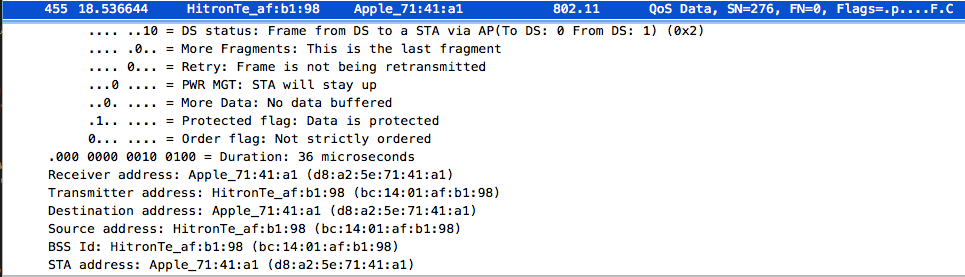 455 18.536644 HitronTe_af:b1:98 Apple_71:41:a1 802.11 QoS Data, SN=276, FN=0, Flags=.p....F.C
.... ..10 = DS status: Frame from DS to a STA via AP(To DS: 0 From DS: 1) (0x2)
.... .0.. = More Fragments: This is the last fragment
.... 0... = Retry: Frame is not being retransmitted
...0 .... = PWR MGT: STA will stay up
..0. .... = More Data: No data buffered
.1.. .... = Protected flag: Data is protected
0... .... = Order flag: Not strictly ordered
.000 0000 0010 0100 = Duration: 36 microseconds
Receiver address: Apple_71:41:a1 (d8:a2:5e:71:41:a1)
Transmitter address: HitronTe_af:b1:98 (bc:14:01:af:b1:98)
Destination address: Apple_71:41:a1 (d8:a2:5e:71:41:a1)
Source address: HitronTe_af:b1:98 (bc:14:01:af:b1:98)
BSS Id: HitronTe_af:b1:98 (bc:14:01:af:b1:98)
STA address: Apple_71:41:a1 (d8:a2:5e:71:41:a1)